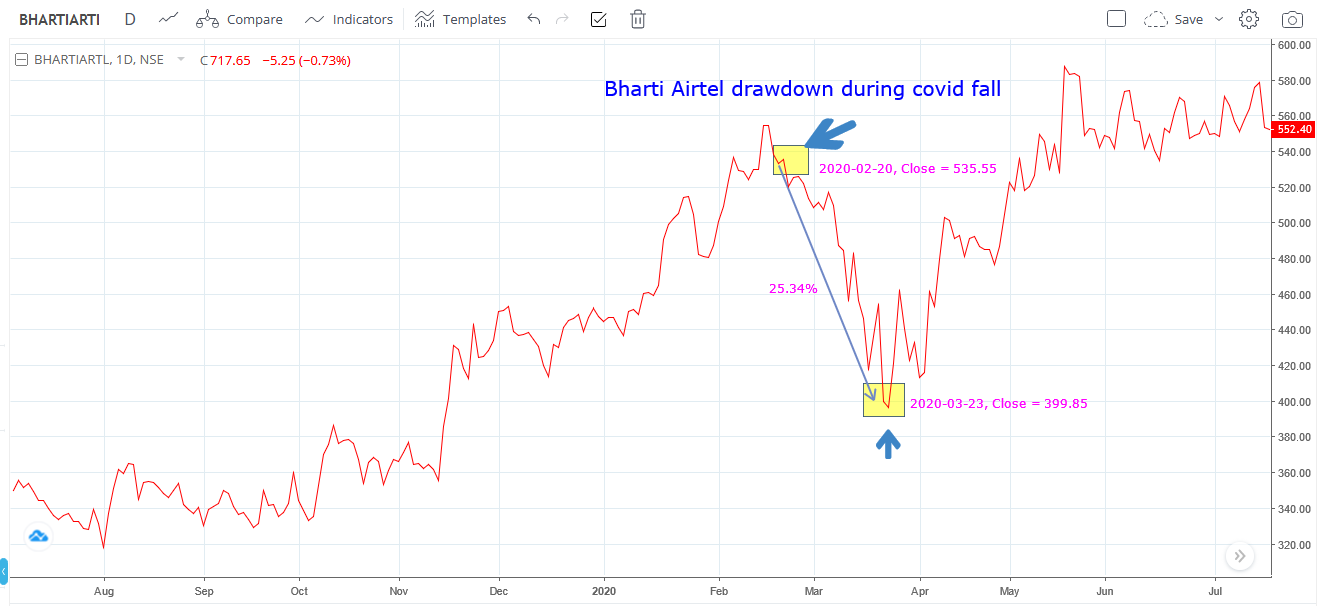 BHARTIARTI D Compare Indicators Templates Save
BHARTIARTL, 1D, NSE C717.65 −5.25 (−0.73%)
600.00
Bharti Airtel drawdown during covid fall
580.00
560.00
552.40
540.00
2020-02-20, Close = 535.55
520.00
500.00
480.00
25.34%
460.00
440.00
420.00
400.00
2020-03-23, Close = 399.85
380.00
360.00
340.00
320.00
Aug Sep Oct Nov Dec 2020 Feb Mar Apr May Jun Jul